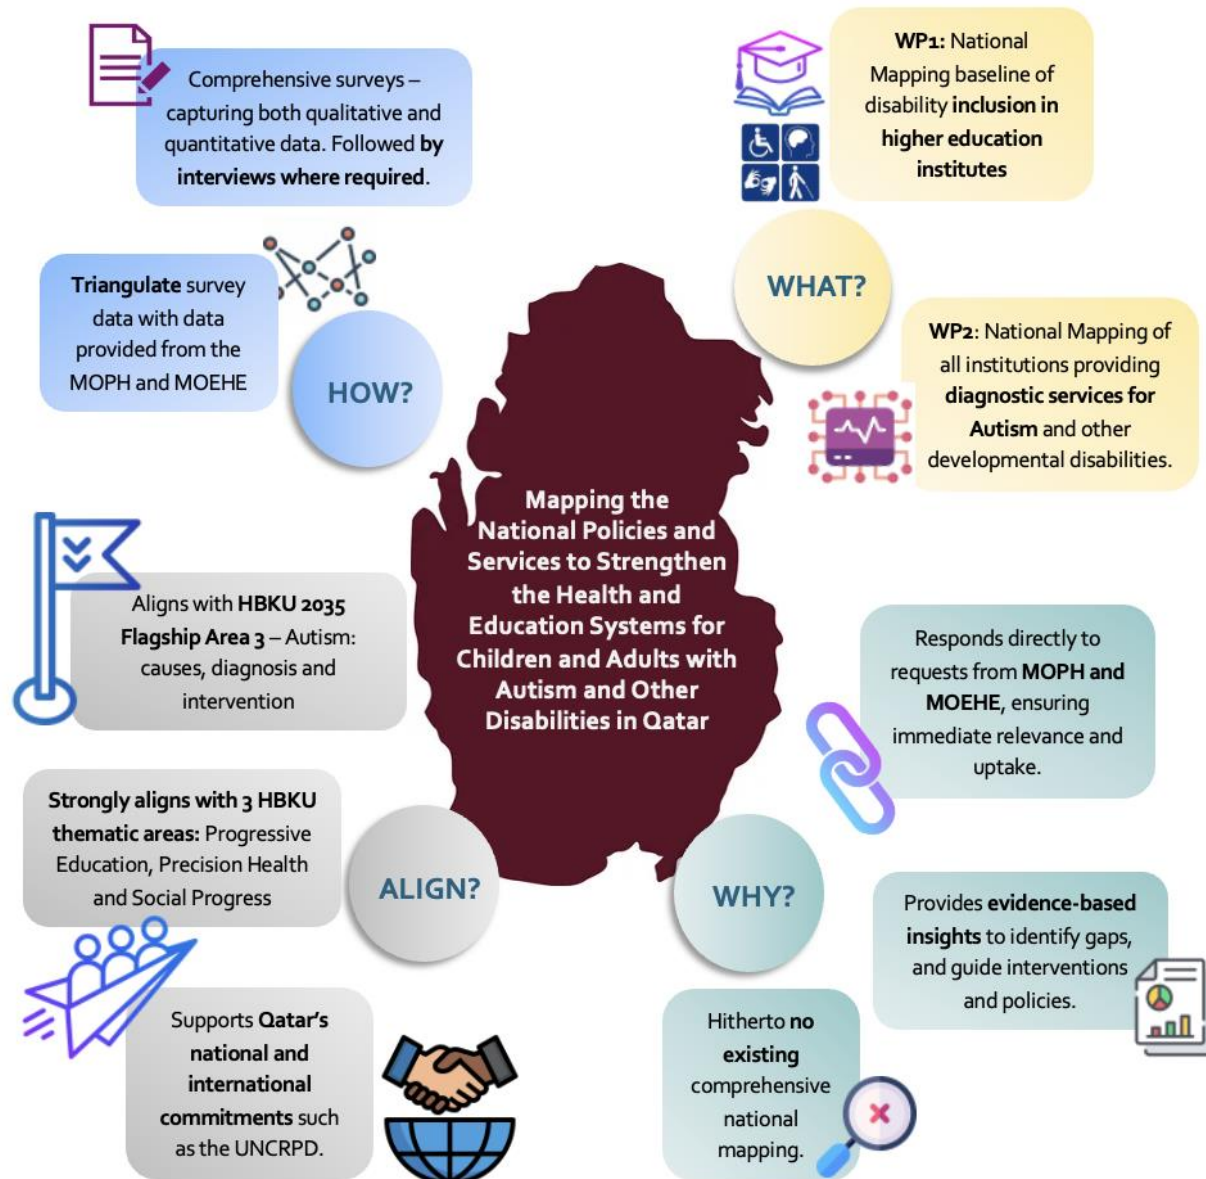 Comprehensive surveys –
capturing both qualitative and
quantitative data. Followed by
interviews where required.
Triangulate survey
data with data
provided from the
MOPH and MOEHE
HOW?
WP1: National
Mapping baseline of
disability inclusion in
higher education
institutes
WHAT?
WP2: National Mapping of
all institutions providing
diagnostic services for
Autism and other
developmental disabilities.
Mapping the
National Policies and
Services to Strengthen
the Health and
Education Systems for
Children and Adults with
Autism and Other
Disabilities in Qatar
Aligns with HBKU 2035
Flagship Area 3 – Autism:
causes, diagnosis and
intervention
Strongly aligns with 3 HBKU
thematic areas: Progressive
Education, Precision Health
and Social Progress
ALIGN?
Supports Qatar's
national and
international
commitments such
as the UNCRPD.
Responds directly to
requests from MOPH and
MOEHE, ensuring
immediate relevance and
uptake.
WHY?
Provides evidence-based
insights to identify gaps,
and guide interventions
and policies.
Hitherto no
existing
comprehensive
national
mapping.